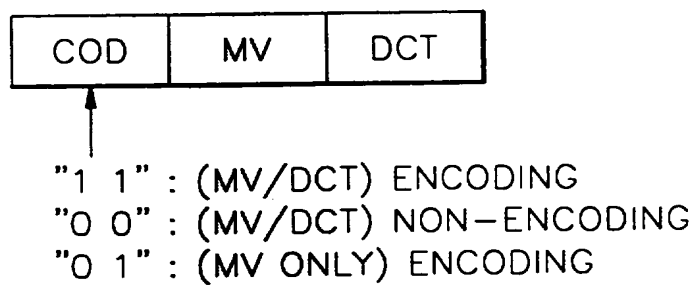 COD MV DCT
"1 1" : (MV/DCT) ENCODING
"0 0" : (MV/DCT) NON-ENCODING
"0 1" : (MV ONLY) ENCODING